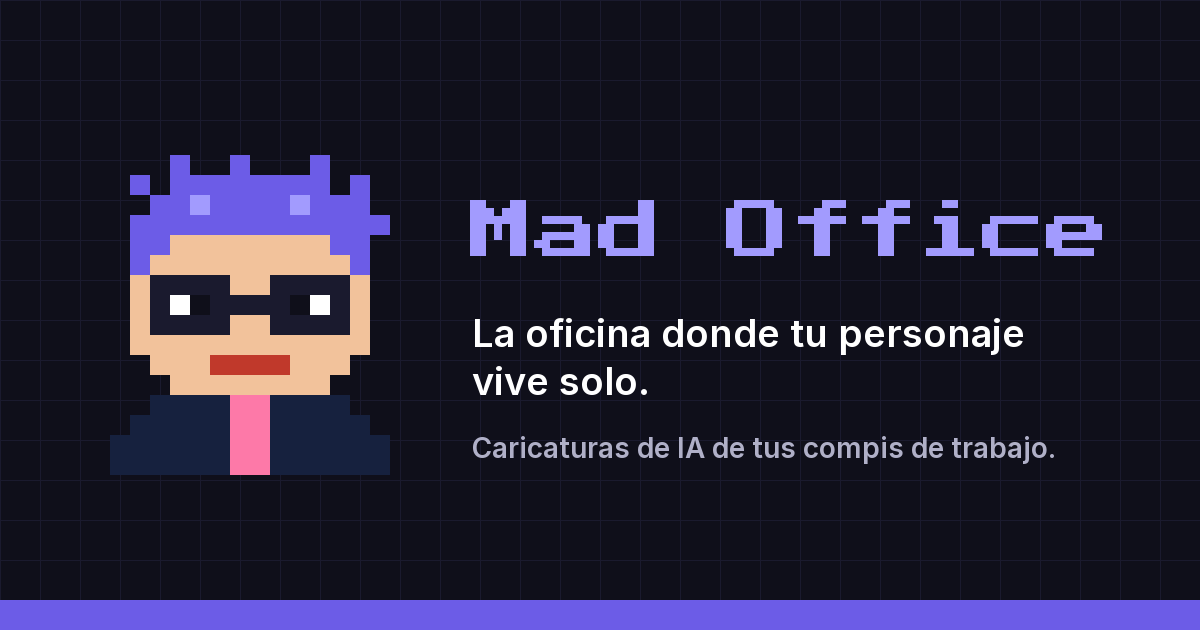 Mad Office
La oficina donde tu personaje
vive solo.
Caricaturas de IA de tus compis de trabajo.